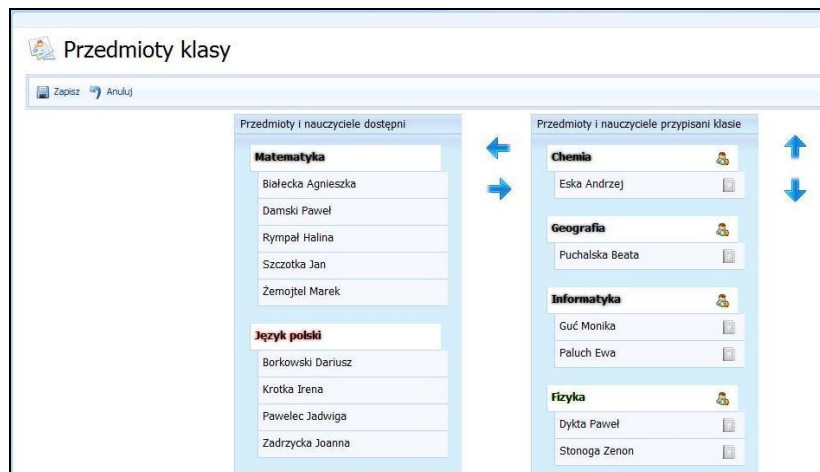 Przedmioty klasy
Zapisz Anuluj
Przedmioty i nauczyciele dostępni
Matematyka
Białecka Agnieszka
Damski Paweł
Rympał Halina
Szczotka Jan
Żemojtel Marek
Język polski
Borkowski Dariusz
Krotka Irena
Pawelec Jadwiga
Zadrzycka Joanna
Przedmioty i nauczyciele przypisani klasie
Chemia
Eska Andrzej
Geografia
Puchalska Beata
Informatyka
Guć Monika
Paluch Ewa
Fizyka
Dykta Paweł
Stonoga Zenon